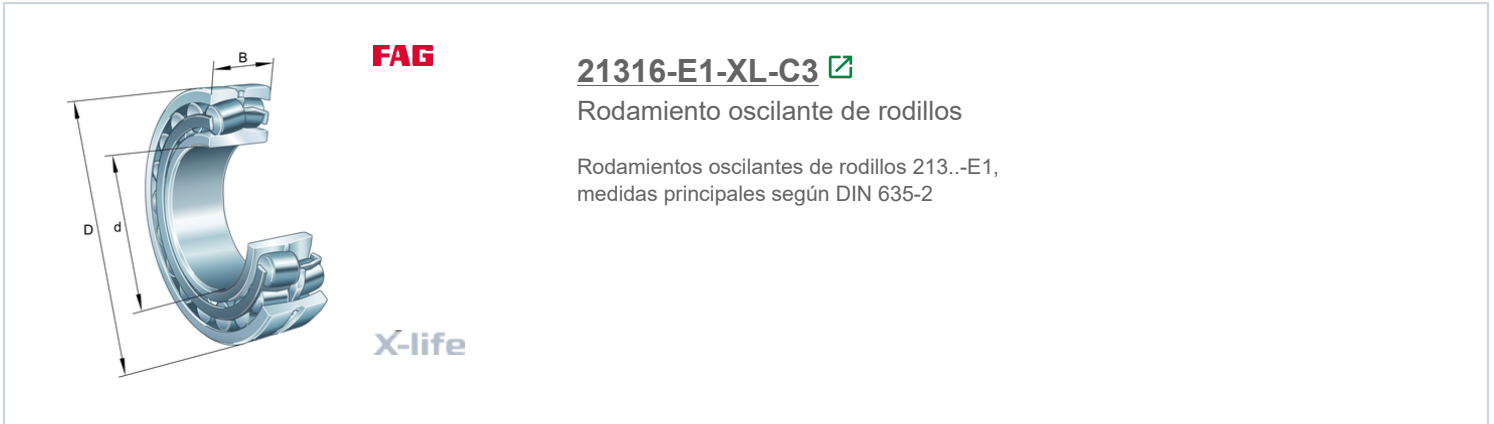 FAG
B
D
d
X-life
21316-E1-XL-C3
Rodamiento oscilante de rodillos
Rodamientos oscilantes de rodillos 213..-E1,
medidas principales según DIN 635-2